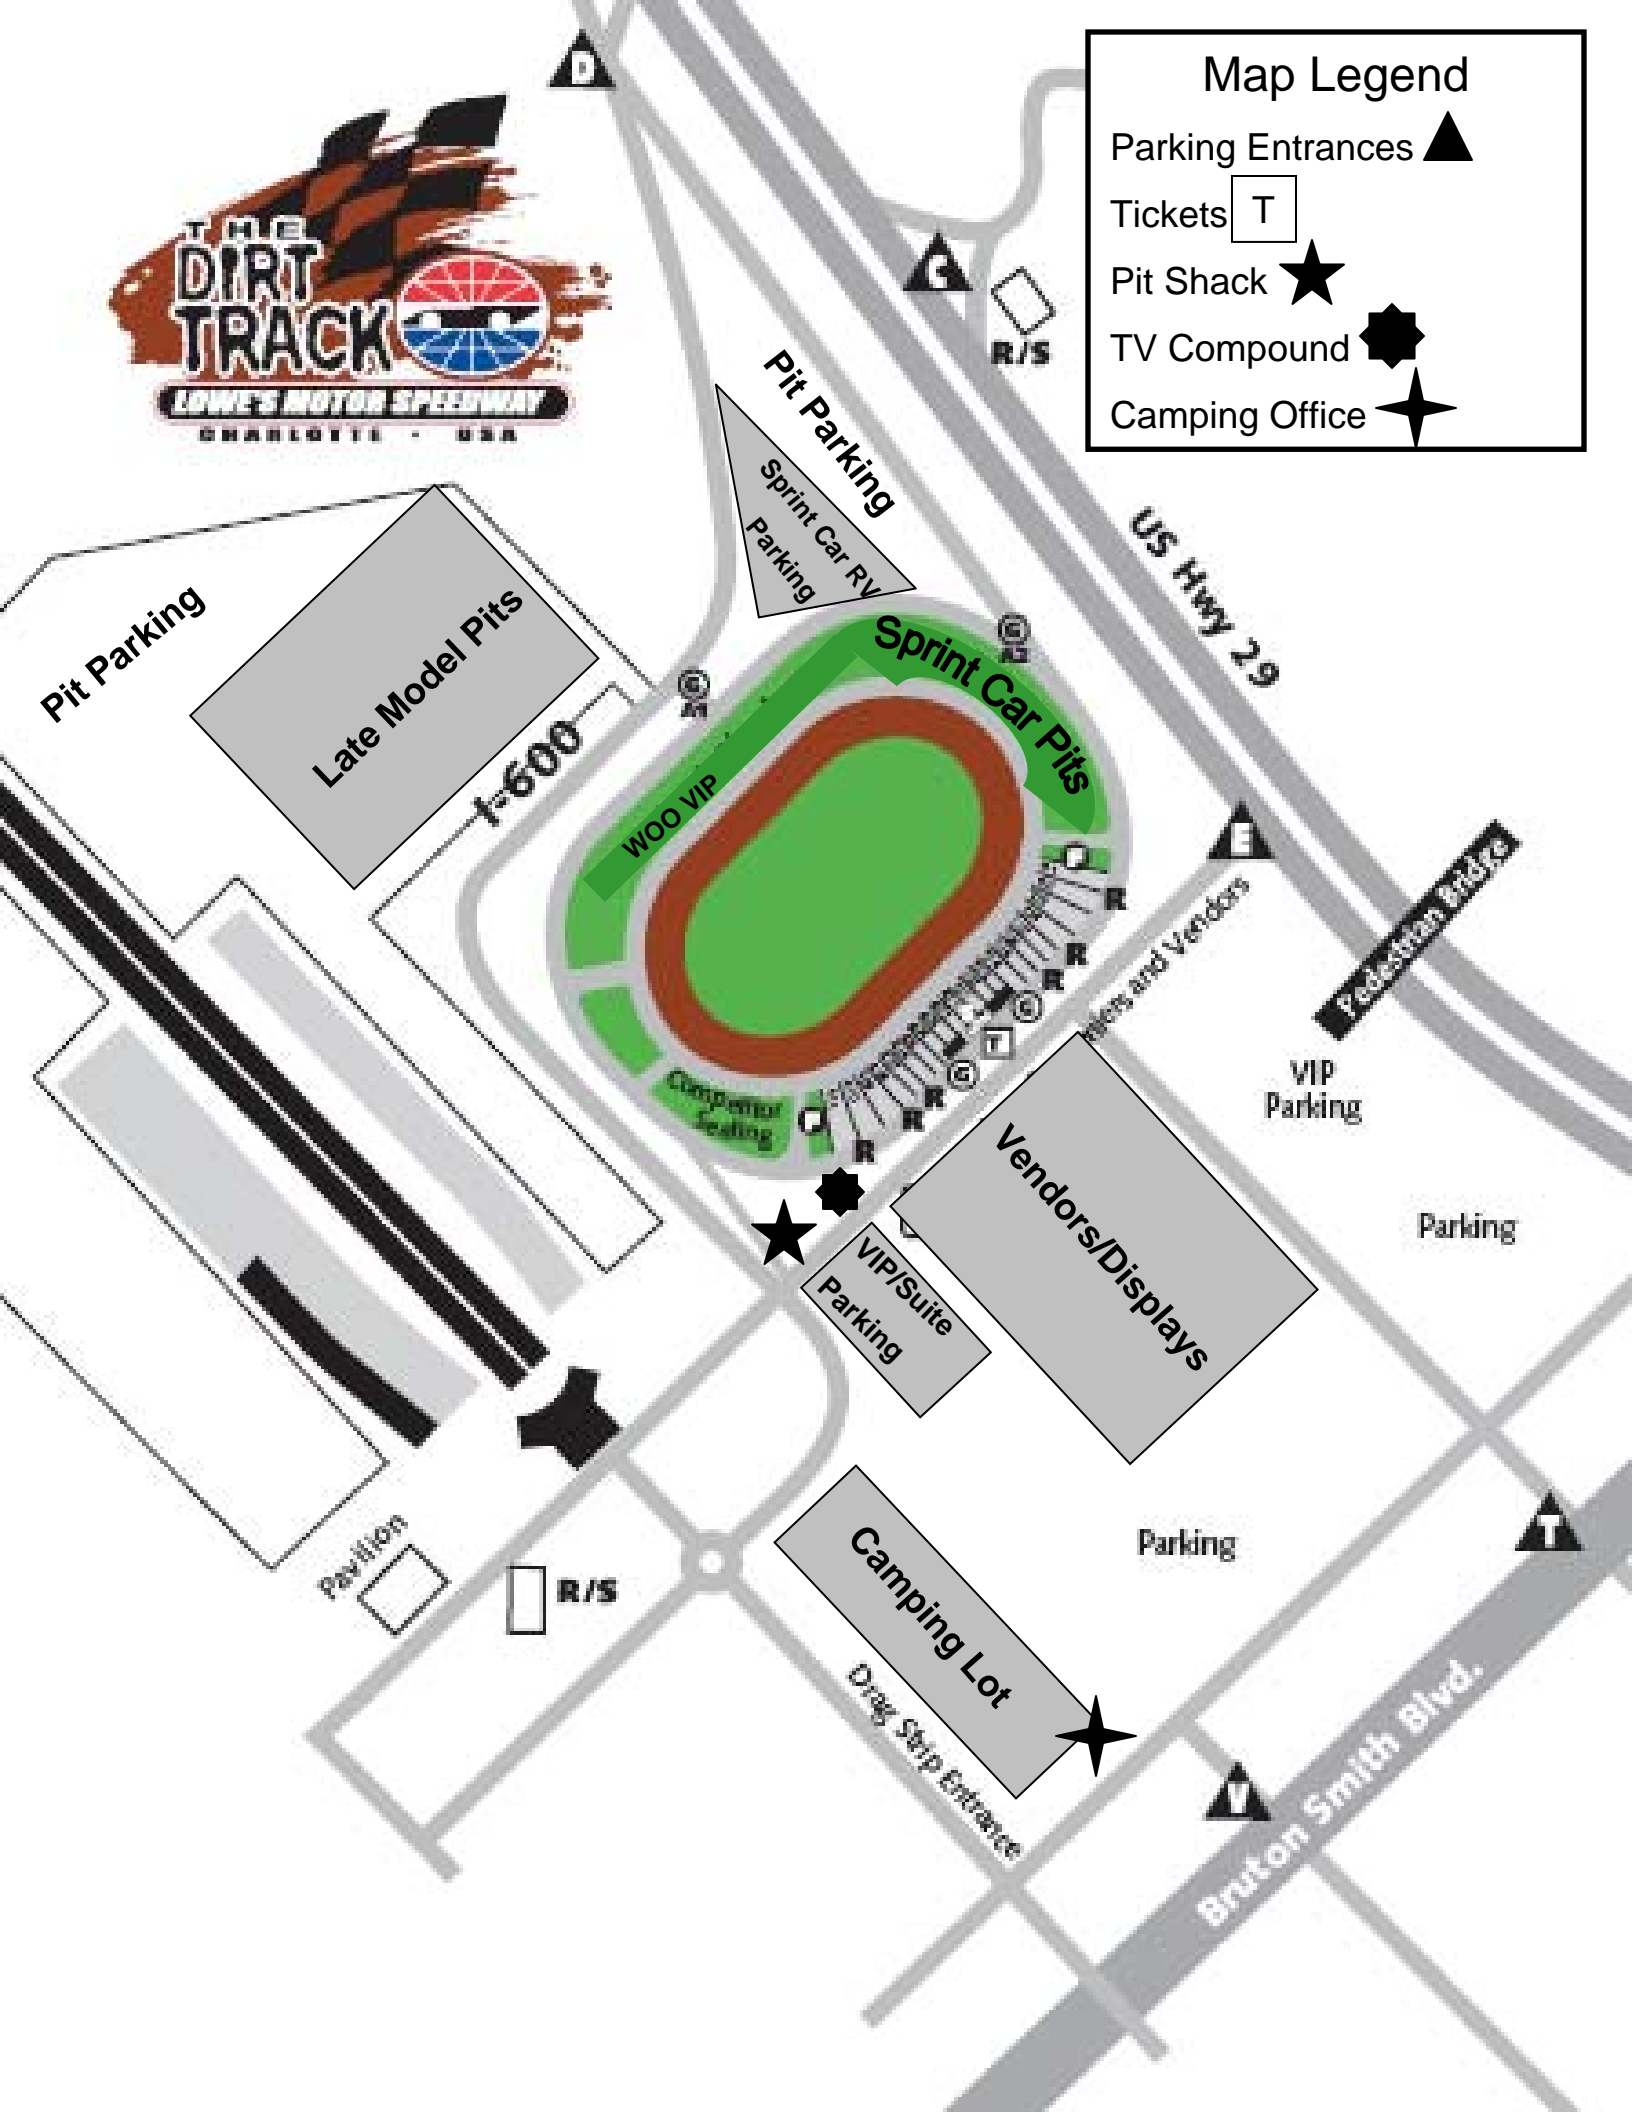 D
Map Legend
Parking Entrances
Tickets T
Pit Shack
TV Compound
Camping Office
THE
DIRT
TRACK
LOWE'S MOTOR SPEEDWAY
CHARLOTTE - USA
C
R/S
Pit Parking
Sprint Car RV
Parking
US Hwy 29
Pit Parking
Late Model Pits
G
G
Sprint Car Pits
WOO VIP
E
R
Pedestrian Bridge
R
R
and Vendors
G
T
G
VIP
Parking
Competitor
Seating
R
R
R
Vendors/Displays
Parking
VIP/Suite
Parking
Parking
T
Camping Lot
Pavilion
R/S
Drag Strip Entrance
Bruton Smith Blvd.